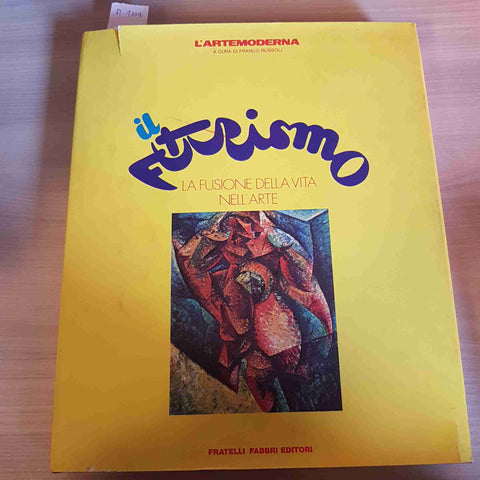 L'ARTEMODERNA
A CURA DI FRANCO RUSSOLI
il
FUTURISMO
LA FUSIONE DELLA VITA
NELL'ARTE
FRATELLI FABBRI EDITORI